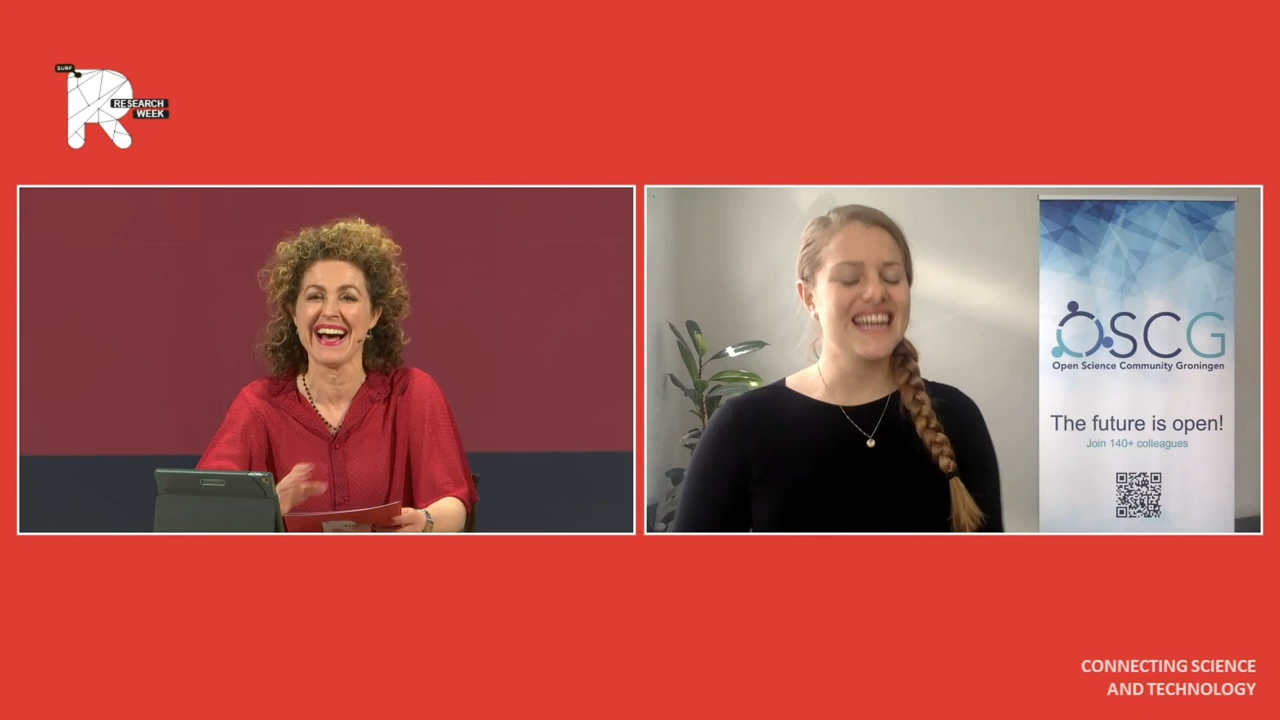 SURF
RESEARCH
WEEK
OSCG
Open Science Community Groningen
The future is open!
Join 140+ colleagues
CONNECTING SCIENCE
AND TECHNOLOGY